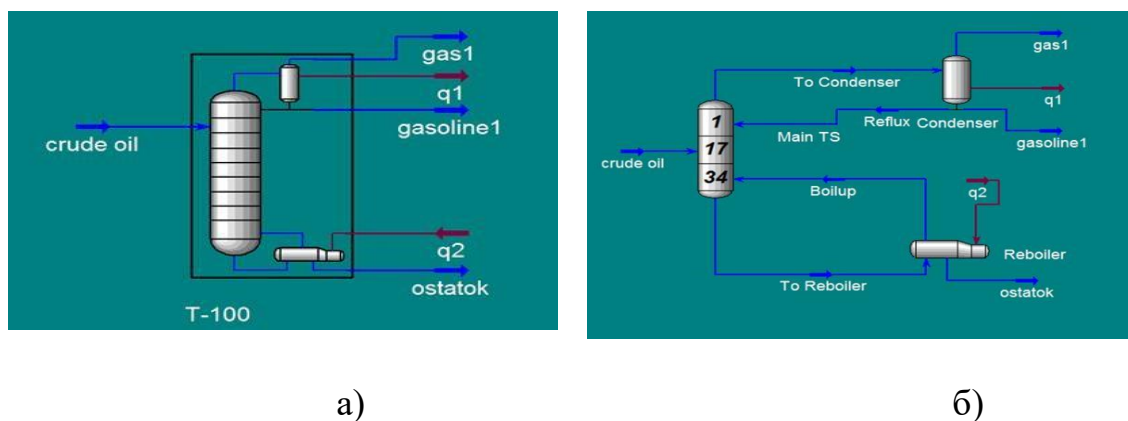 gas1
q1
gasoline1
crude oil
q2
ostatok
T-100
а)
gas1
To Condenser
q1
1
Reflux
Condenser
Main TS
gasoline1
17
crude oil
34
Boilup
q2
Reboiler
To Reboiler
ostatok
б)